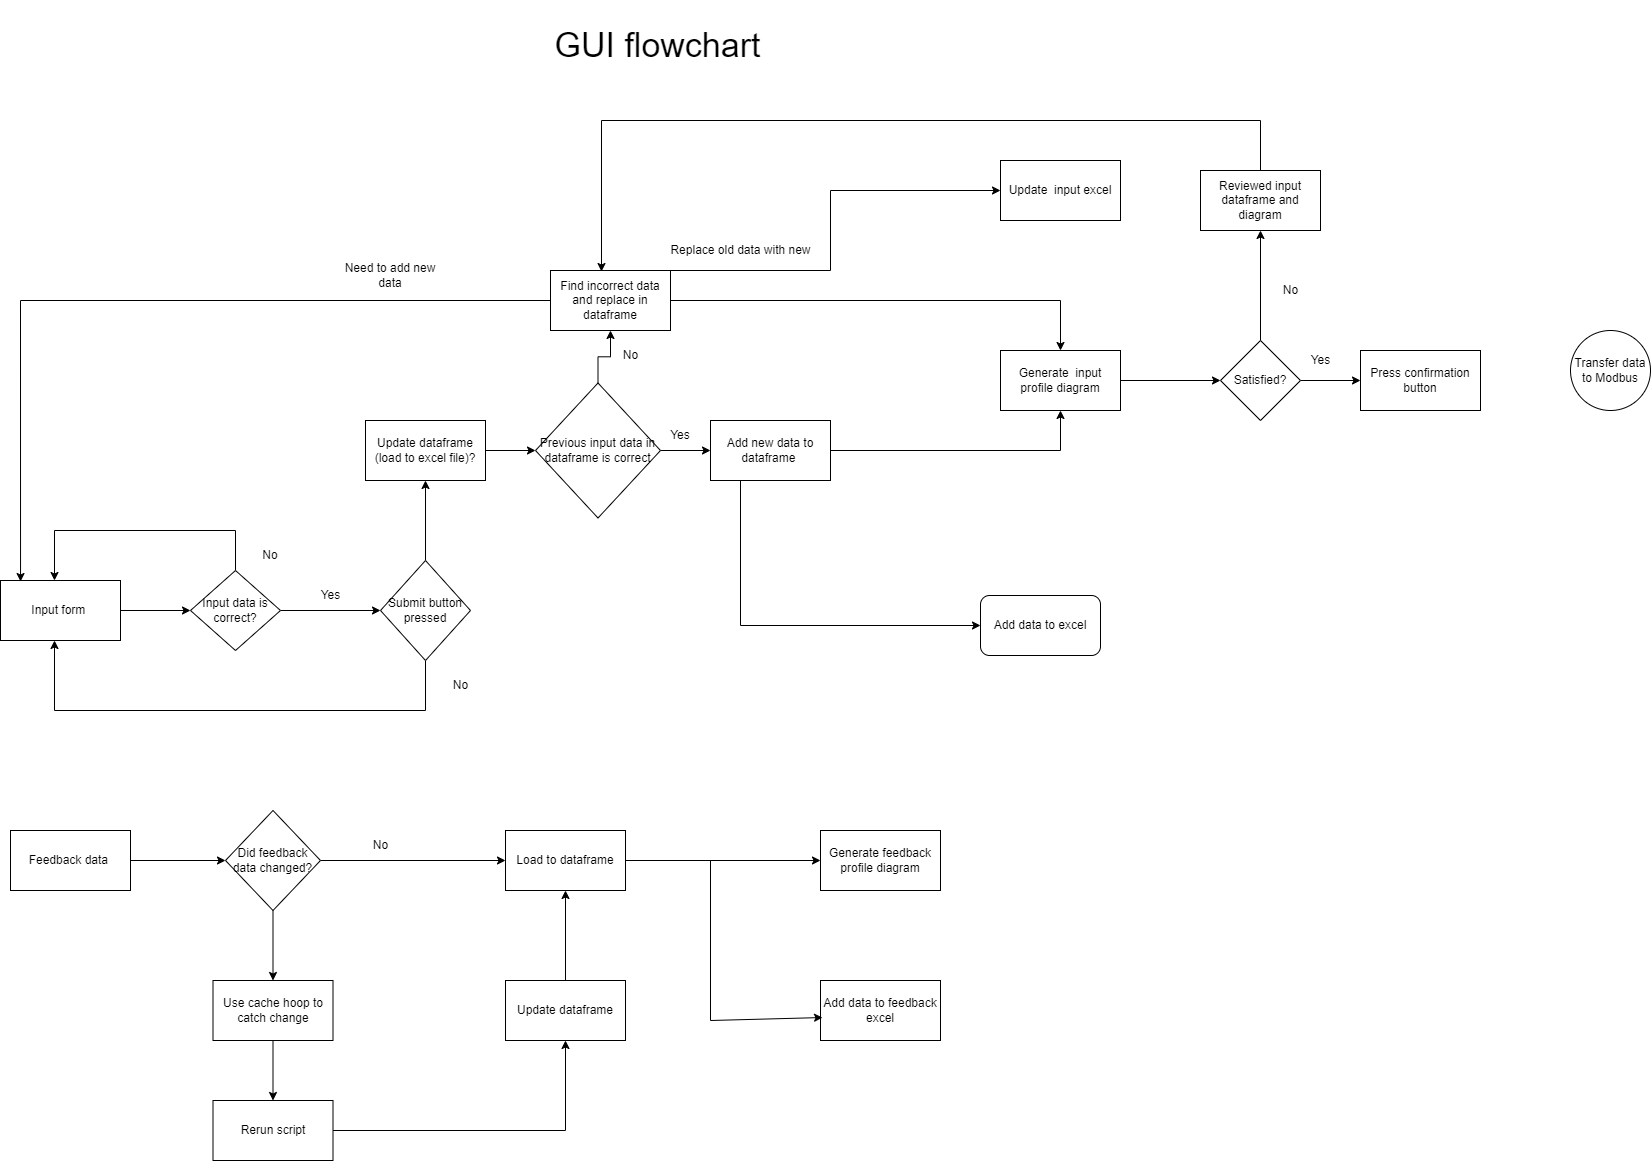 GUI flowchart
Update  input excel
Reviewed input
dataframe and
diagram
Replace old data with new
Need to add new
data
Find incorrect data
and replace in
dataframe
No
No
Generate  input
profile diagram
Satisfied?
Yes
Press confirmation
button
Transfer data
to Modbus
Update dataframe
(load to excel file)?
Previous input data in
dataframe is correct
Yes
Add new data to
dataframe
No
Input form
Input data is
correct?
Yes
Submit button
pressed
Add data to excel
No
Feedback data
Did feedback
data changed?
No
Load to dataframe
Generate feedback
profile diagram
Use cache hoop to
catch change
Update dataframe
Add data to feedback
excel
Rerun script